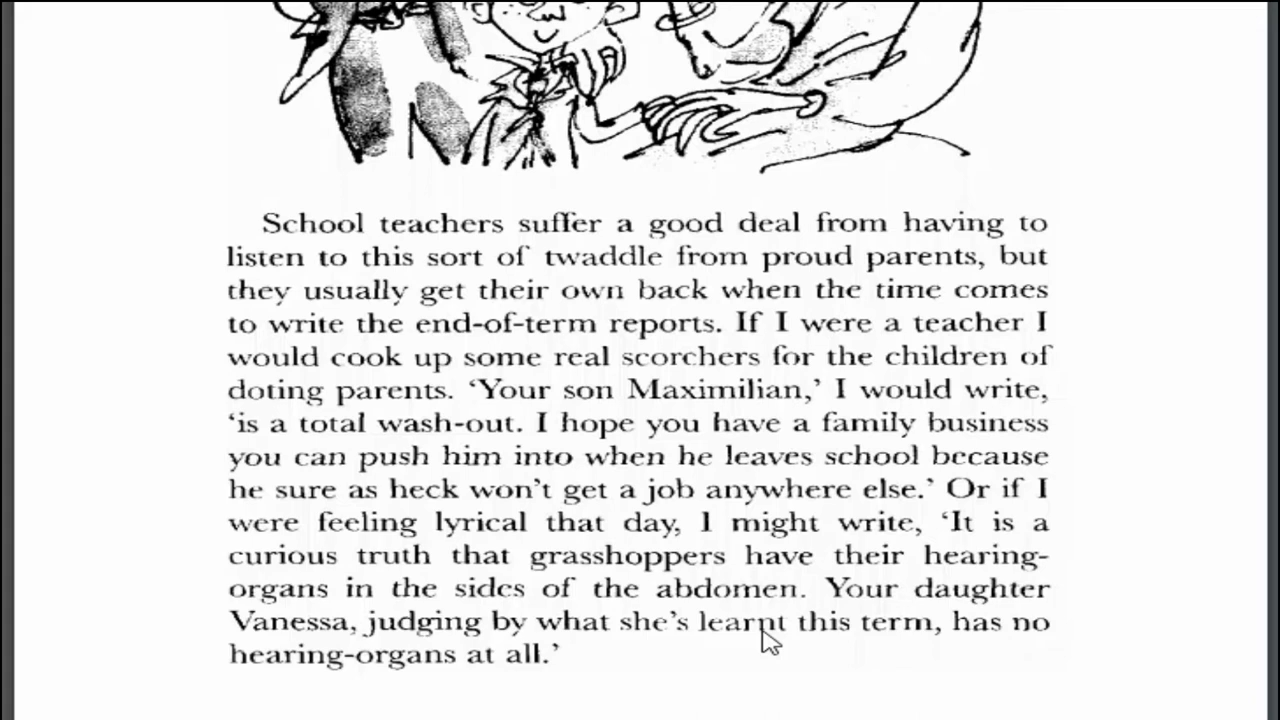 School teachers suffer a good deal from having to
listen to this sort of twaddle from proud parents, but
they usually get their own back when the time comes
to write the end-of-term reports. If I were a teacher I
would cook up some real scorchers for the children of
doting parents. ‘Your son Maximilian,’ I would write,
‘is a total wash-out. I hope you have a family business
you can push him into when he leaves school because
he sure as heck won’t get a job anywhere else.’ Or if I
were feeling lyrical that day, I might write, ‘It is a
curious truth that grasshoppers have their hearing-
organs in the sides of the abdomen. Your daughter
Vanessa, judging by what she’s learnt this term, has no
hearing-organs at all.’